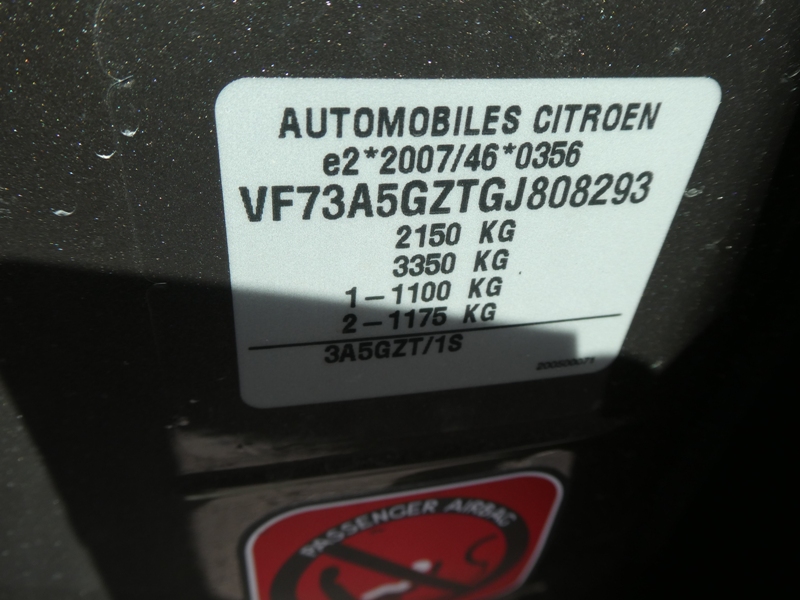 AUTOMOBILES CITROEN
e2*2007/46*0356
VF73A5GZTGJ808293
2150 KG
3350 KG
1-1100 KG
2-1175 KG
3A5GZT/1S
PASSENGER AIRBAG